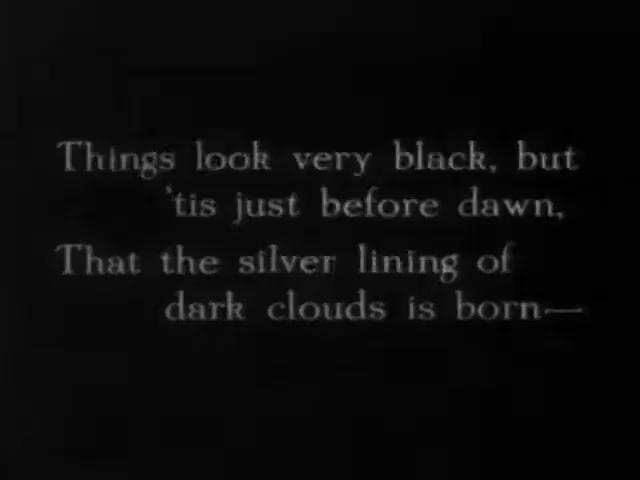 Things look very black, but
'tis just before dawn,
That the silver lining of
dark clouds is born—